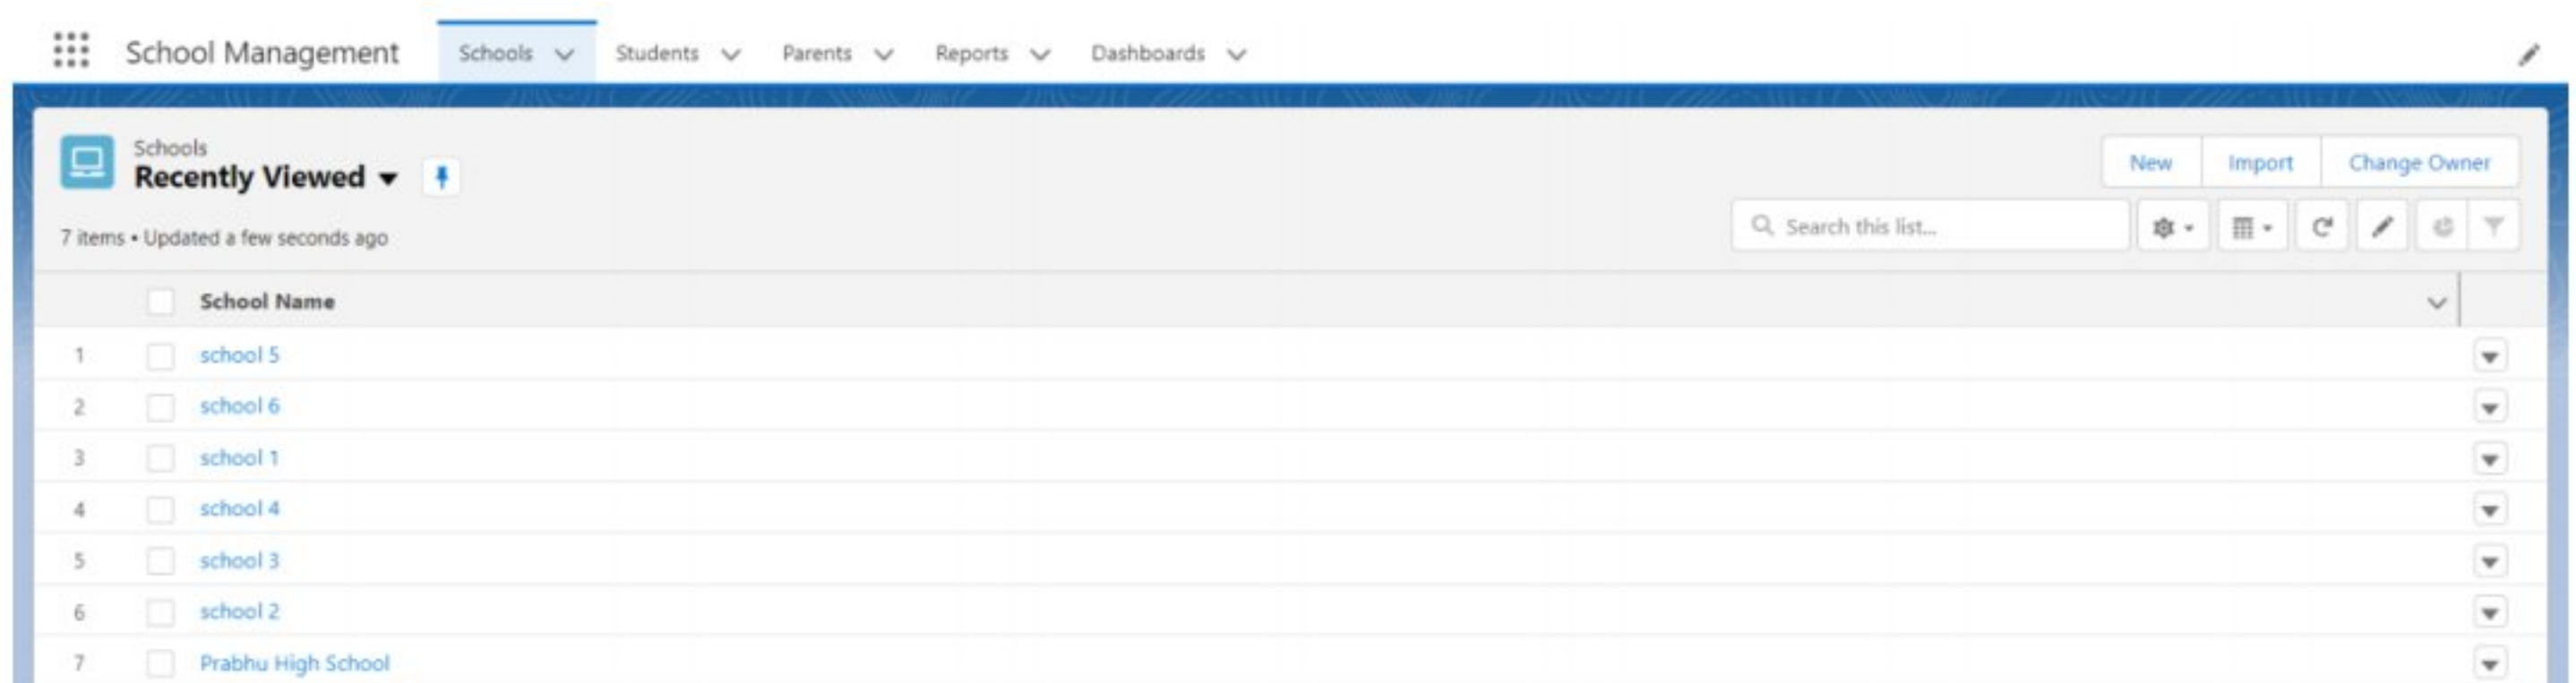 School Management Schools Students Parents Reports Dashboards
Schools
Recently Viewed
New Import Change Owner
7 items • Updated a few seconds ago
Search this list...
School Name
1 school 5
2 school 6
3 school 1
4 school 4
5 school 3
6 school 2
7 Prabhu High School